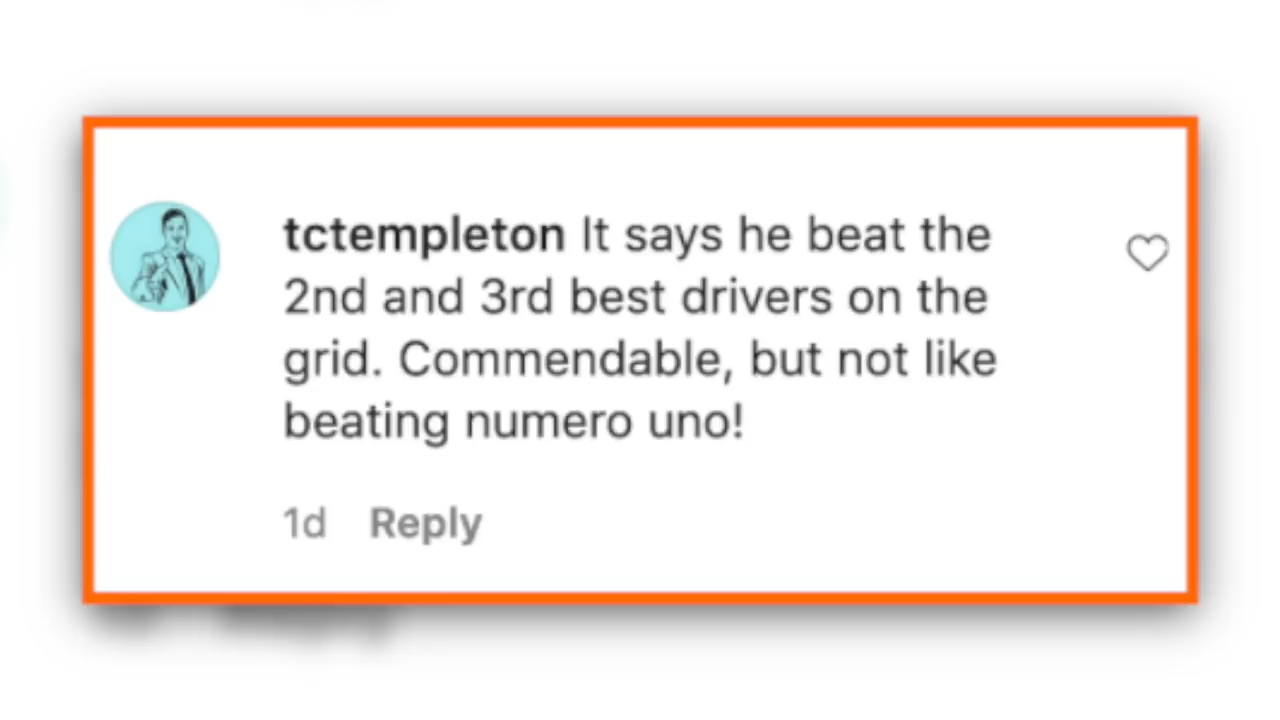 tctempleton It says he beat the
2nd and 3rd best drivers on the
grid. Commendable, but not like
beating numero uno!
1d Reply